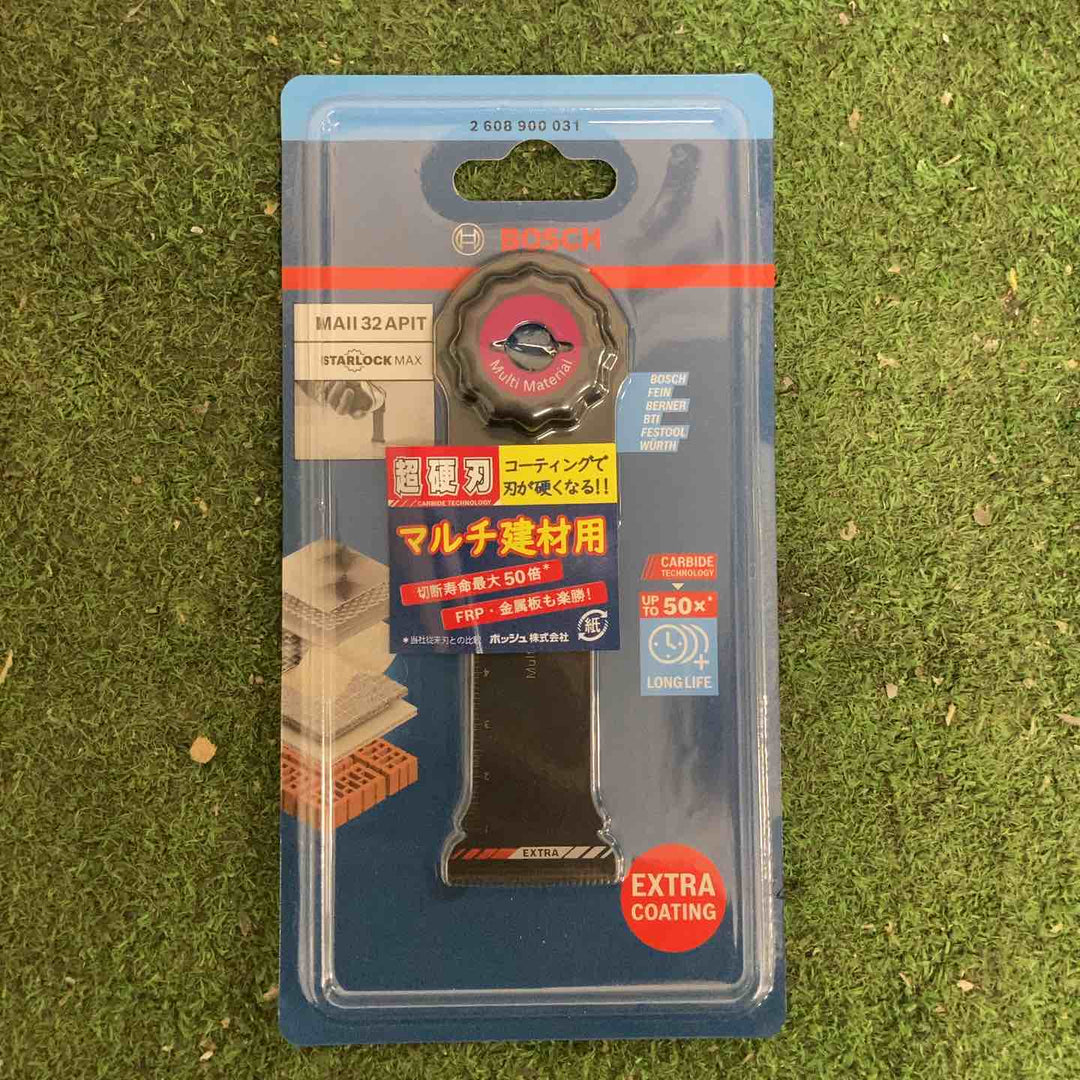 2 608 900 031
BOSCH
MAII 32 APIT
STARLOCK MAX
Multi Material
BOSCH
FEIN
BERNER
BTI
FESTOOL
WÜRTH
超硬刃
CARBIDE TECHNOLOGY
コーティングで
刃が硬くなる!!
マルチ建材用
切断寿命最大50倍*
FRP・金属板も楽勝!
*当社従来刃との比較 ボッシュ株式会社
紙
CARBIDE
TECHNOLOGY
UP TO 50x*
LONG LIFE
4
3
2
EXTRA
EXTRA
COATING